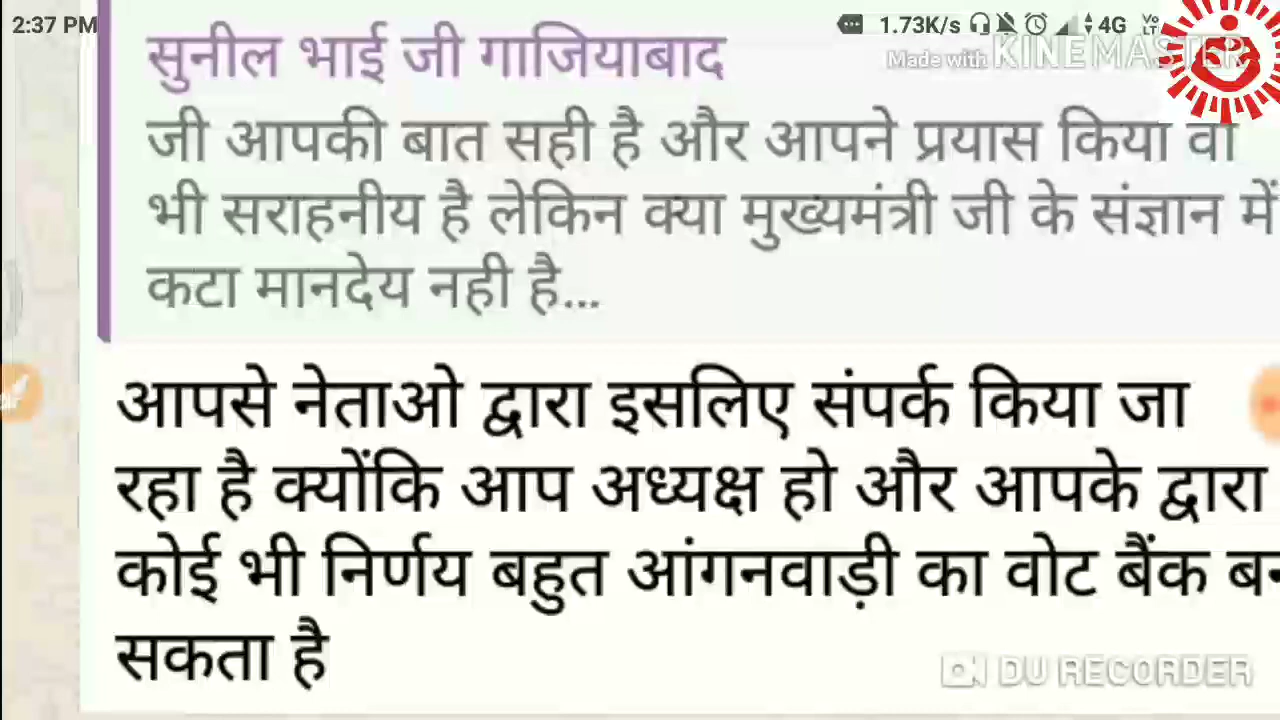 2:37 PM 1.73K/s 4G
Made with KINEMASTER
सुनील भाई जी गाजियाबाद
जी आपकी बात सही है और आपने प्रयास किया वो
भी सराहनीय है लेकिन क्या मुख्यमंत्री जी के संज्ञान में
कटा मानदेय नही है...
आपसे नेताओ द्वारा इसलिए संपर्क किया जा
रहा है क्योंकि आप अध्यक्ष हो और आपके द्वारा
कोई भी निर्णय बहुत आंगनवाड़ी का वोट बैंक
सकता है
DU RECORDER